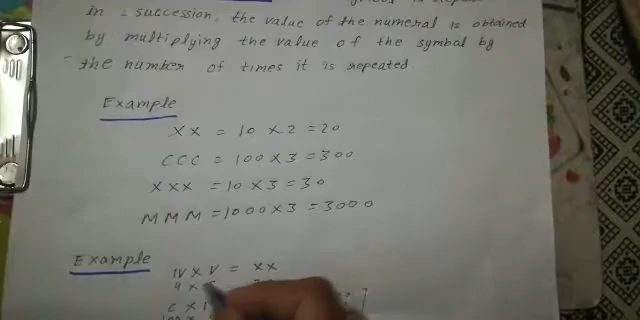 in a succession, the value of the numeral is obtained
by multiplying the value of the symbol by
the number of times it is repeated.
Example
XX = 10 X 2 = 20
CCC = 100 X 3 = 300
XXX = 10 X 3 = 30
MMM = 1000 X 3 = 3000
Example
IV X V = XX
4 X
C X